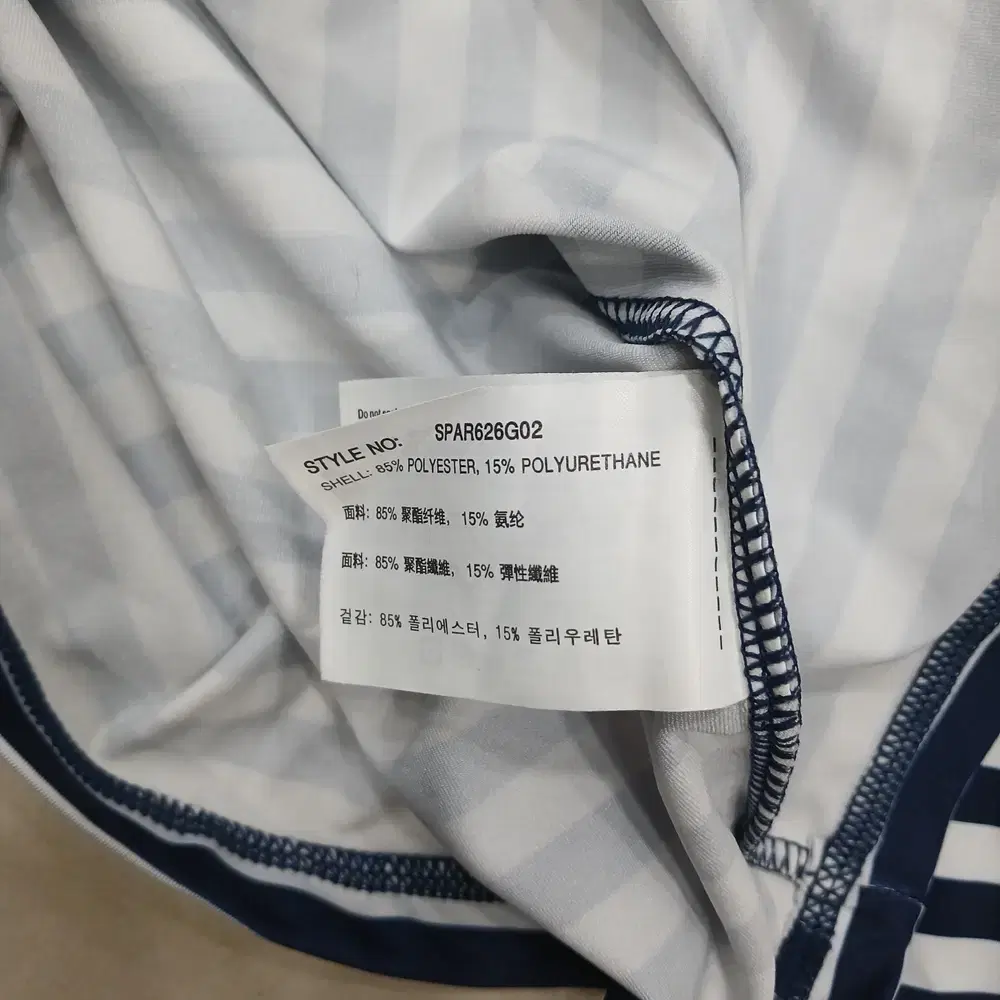 Do not
STYLE NO: SPAR626G02
SHELL: 85% POLYESTER, 15% POLYURETHANE
面料: 85% 聚酯纤维, 15% 氨纶
面料: 85% 聚酯纖維, 15% 彈性纖維
겉감: 85% 폴리에스터, 15% 폴리우레탄